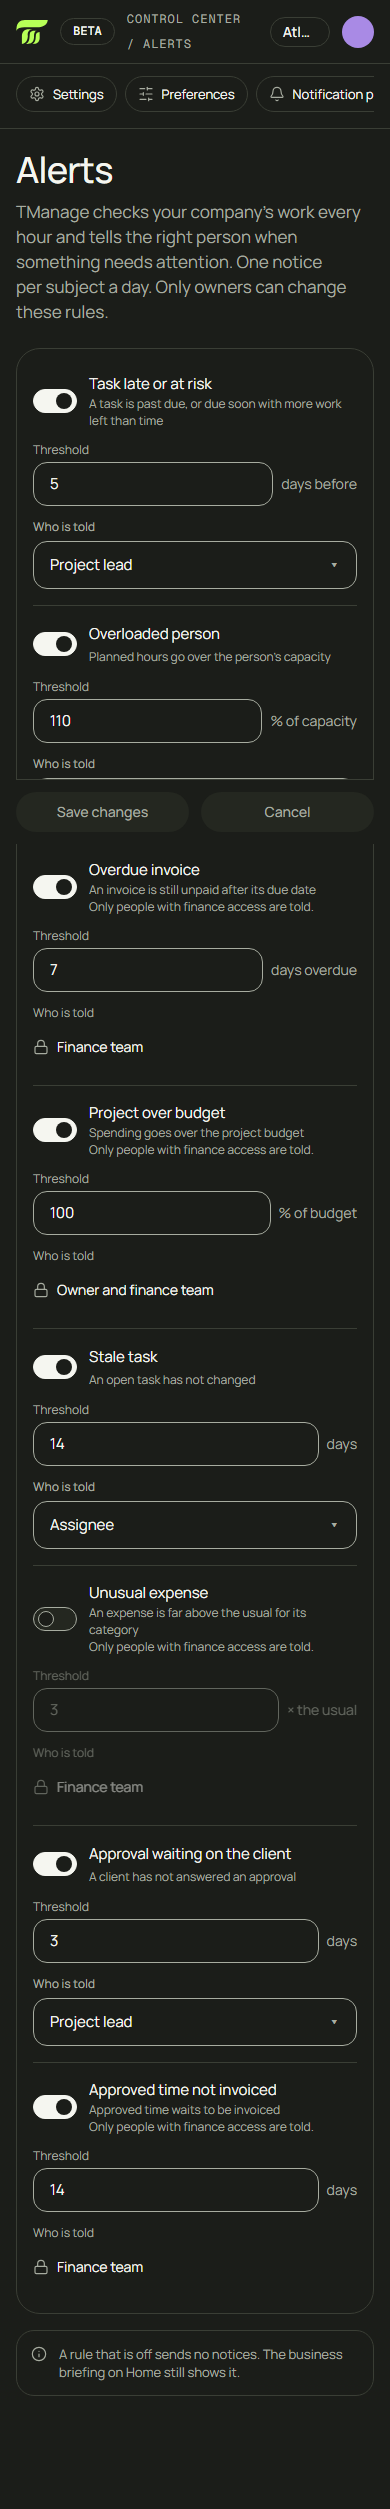 BETA
CONTROL CENTER
/ ALERTS
Atl...
Settings
Preferences
Notification p
Alerts
TManage checks your company's work every
hour and tells the right person when
something needs attention. One notice
per subject a day. Only owners can change
these rules.
Task late or at risk
A task is past due, or due soon with more work
left than time
Threshold
5
days before
Who is told
Project lead
Overloaded person
Planned hours go over the person's capacity
Threshold
110
% of capacity
Who is told
Save changes
Cancel
Overdue invoice
An invoice is still unpaid after its due date
Only people with finance access are told.
Threshold
7
days overdue
Who is told
Finance team
Project over budget
Spending goes over the project budget
Only people with finance access are told.
Threshold
100
% of budget
Who is told
Owner and finance team
Stale task
An open task has not changed
Threshold
14
days
Who is told
Assignee
Unusual expense
An expense is far above the usual for its
category
Only people with finance access are told.
Threshold
3
× the usual
Who is told
Finance team
Approval waiting on the client
A client has not answered an approval
Threshold
3
days
Who is told
Project lead
Approved time not invoiced
Approved time waits to be invoiced
Only people with finance access are told.
Threshold
14
days
Who is told
Finance team
A rule that is off sends no notices. The business
briefing on Home still shows it.